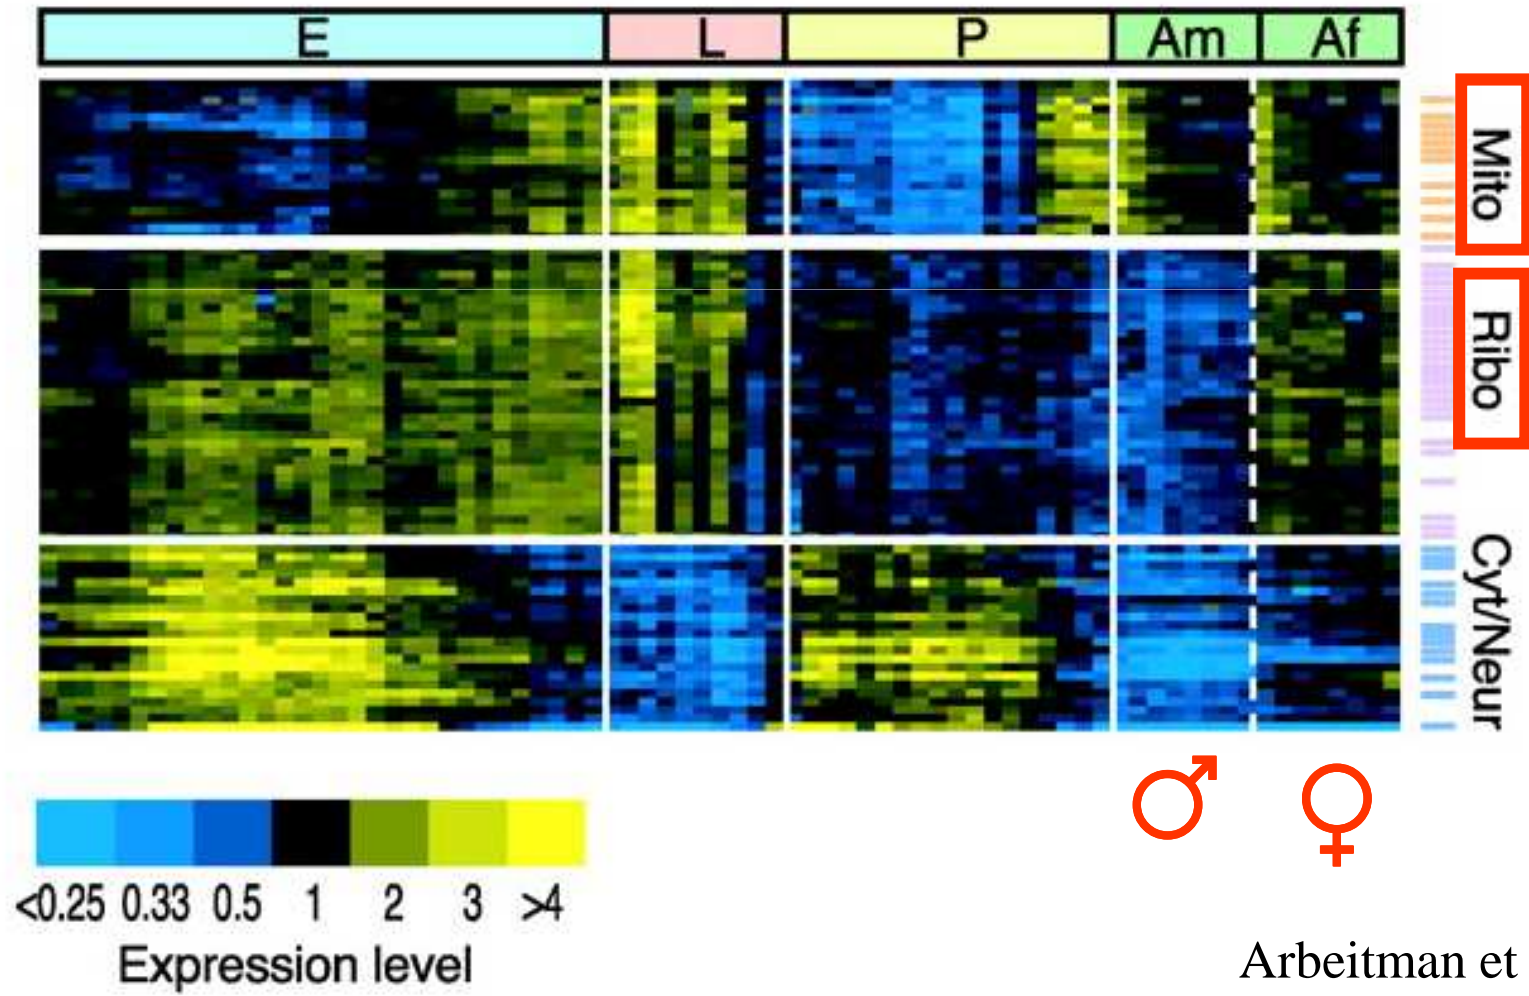 E L P Am Af
Mito
Ribo
Cyt/Neur
<0.25 0.33 0.5 1 2 3 >4
Expression level
Arbeitman et